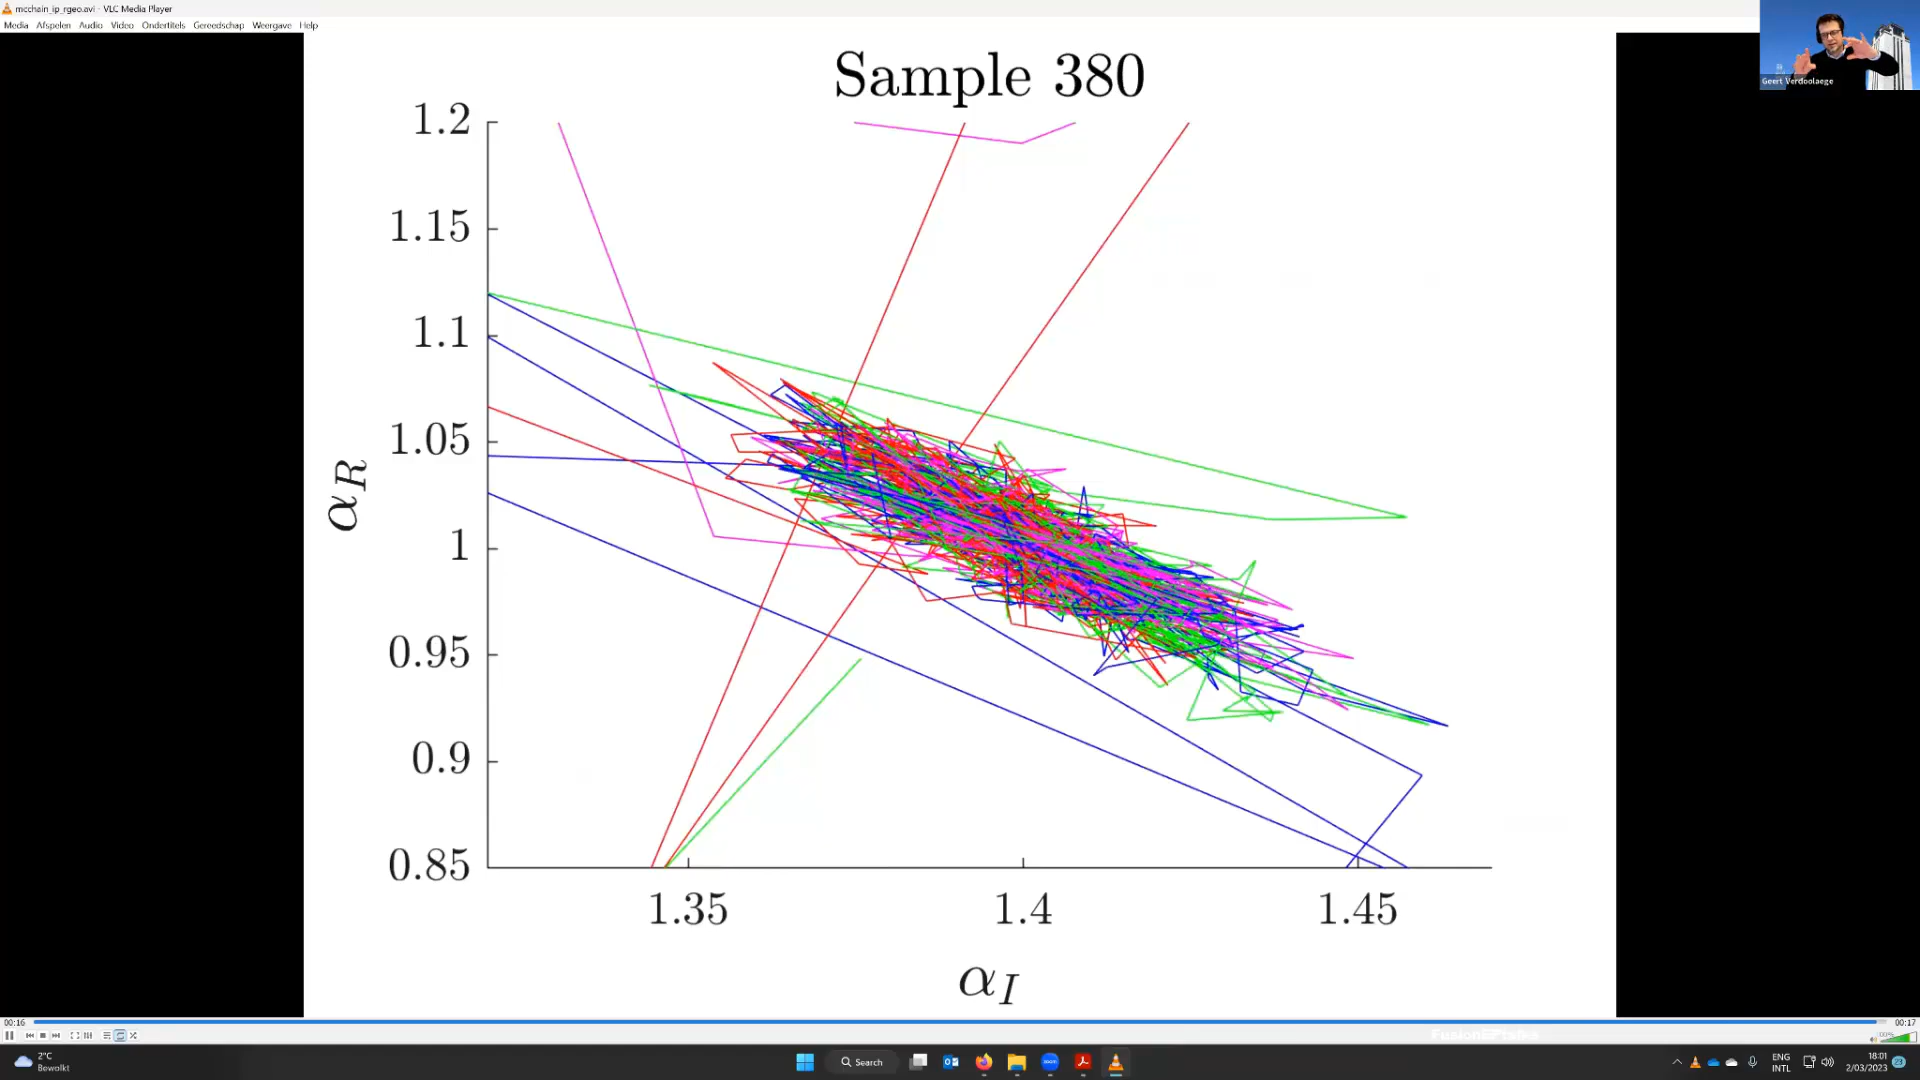 mcchain_ip_rgeo.avi - VLC Media Player
Media Afspelen Audio Video Ondertitels Gereedschap Weergave Help
Geert Verdoolaege
Sample 380
1.2
1.15
1.1
1.05
1
0.95
0.9
0.85
α_R
1.35 1.4 1.45
α_I
00:16
00:17
2°C
Bewolkt
Search
ENG
INTL
18:01
2/03/2023